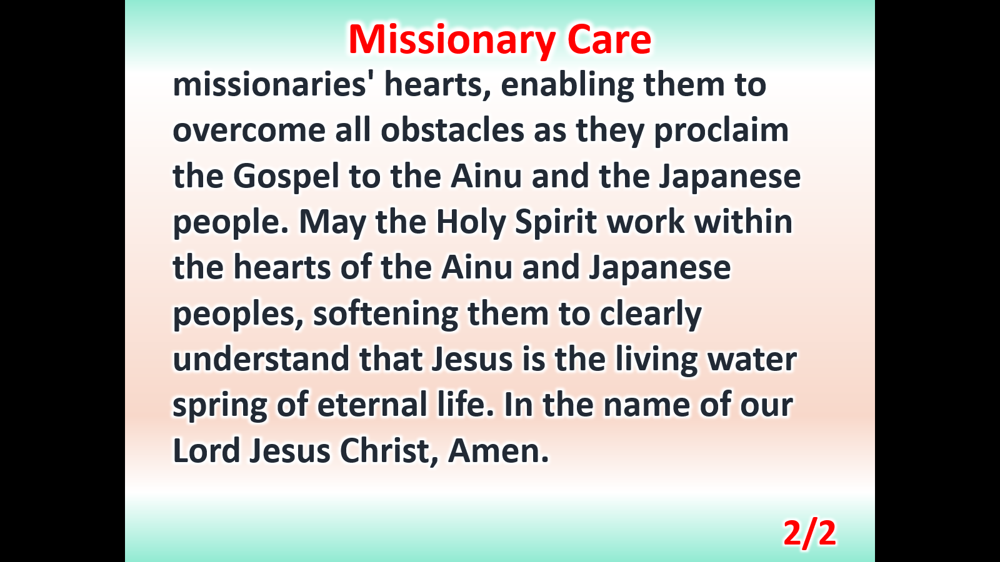 Missionary Care
missionaries' hearts, enabling them to
overcome all obstacles as they proclaim
the Gospel to the Ainu and the Japanese
people. May the Holy Spirit work within
the hearts of the Ainu and Japanese
peoples, softening them to clearly
understand that Jesus is the living water
spring of eternal life. In the name of our
Lord Jesus Christ, Amen.
2/2